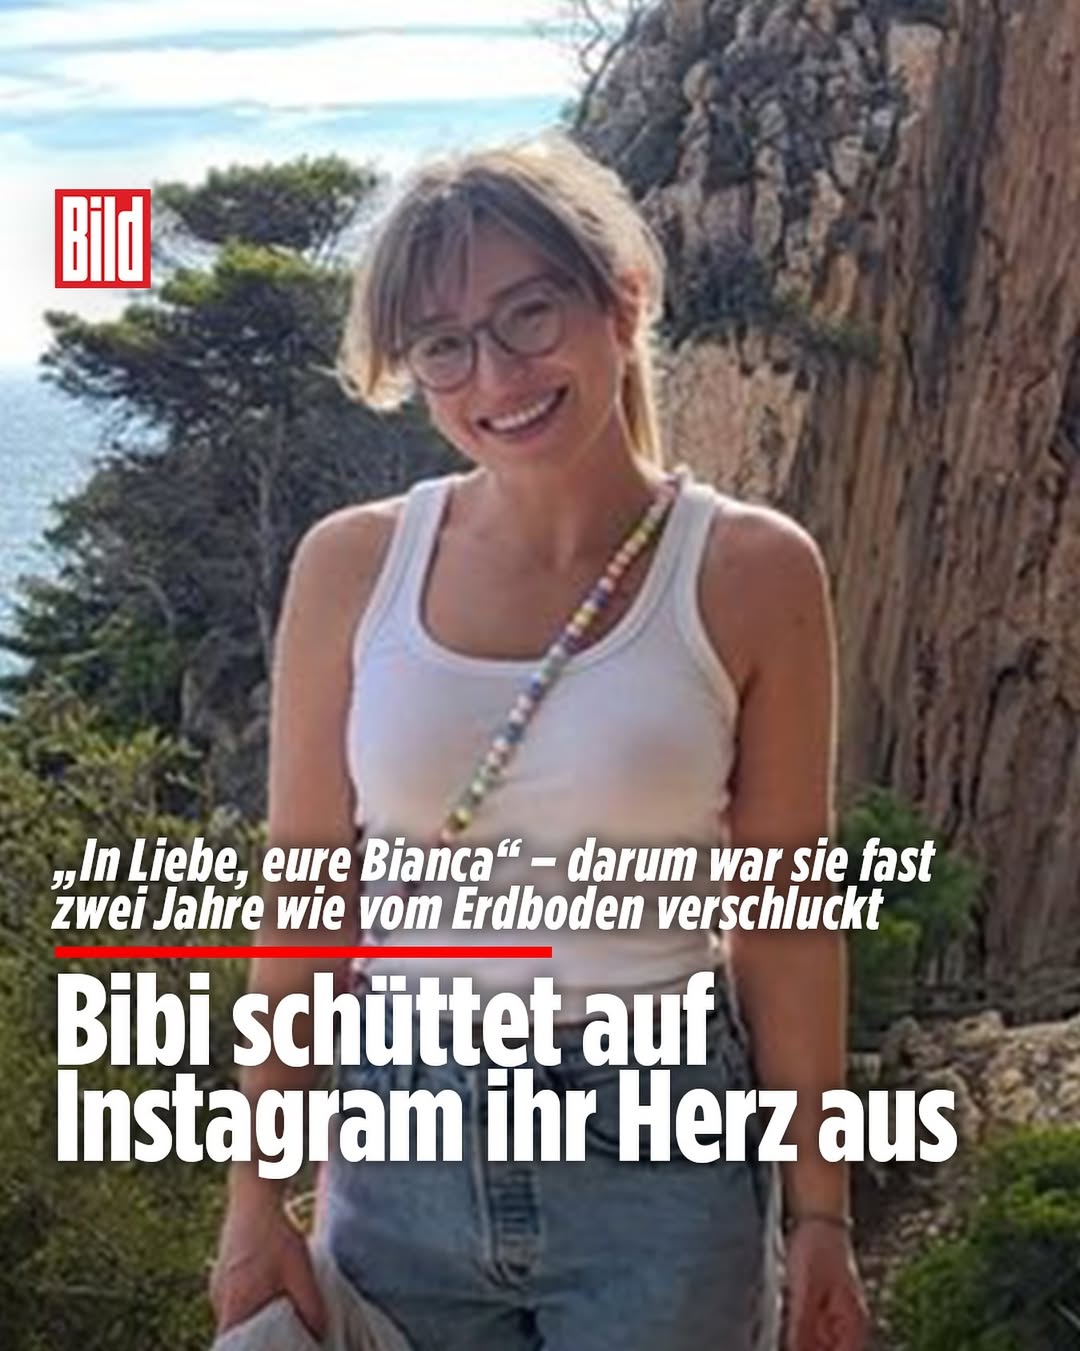 Bild
„In Liebe, eure Bianca“ – darum war sie fast
zwei Jahre wie vom Erdboden verschluckt
Bibi schüttet auf
Instagram ihr Herz aus